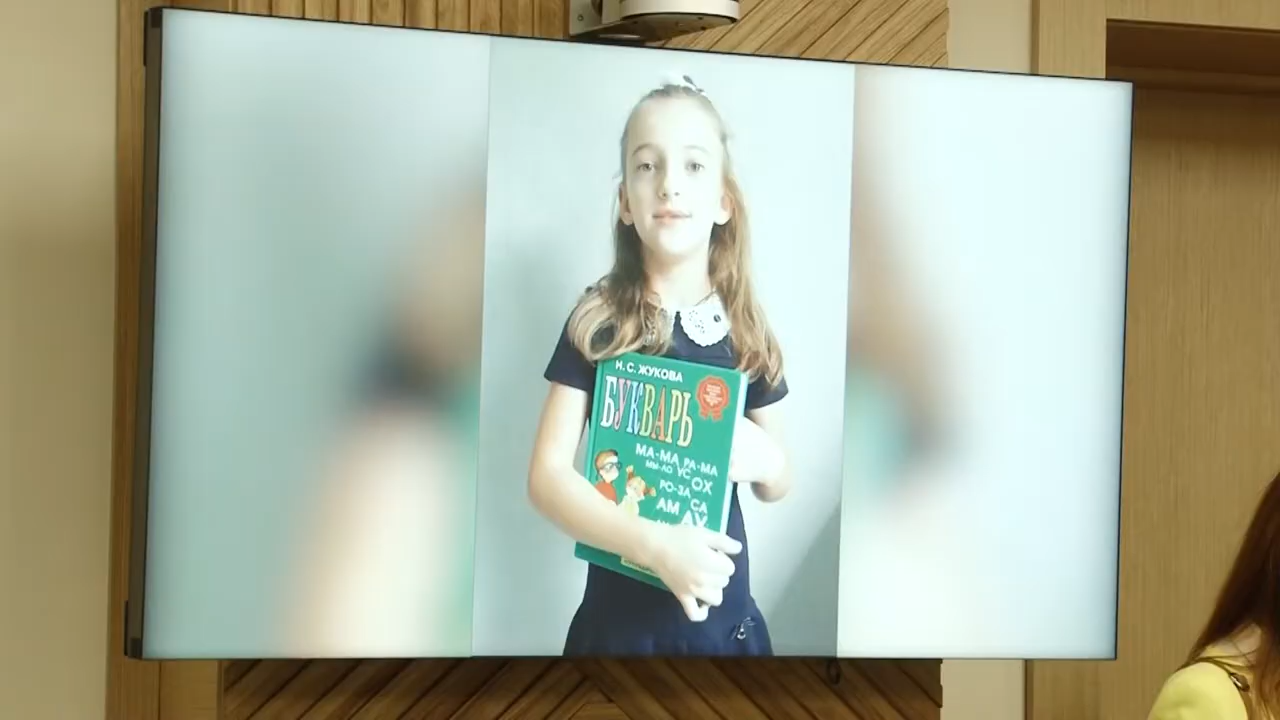 Н. С. ЖУКОВА
БУКВАРЬ
МА-МА РА-МА
МЫ-ЛО УС ОХ
РО-ЗА СА
АМ АУ